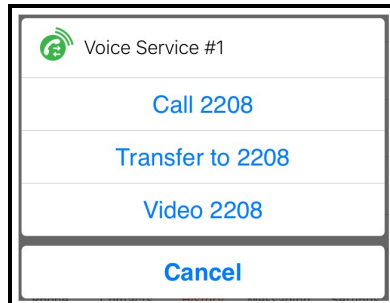 Voice Service #1
Call 2208
Transfer to 2208
Video 2208
Cancel